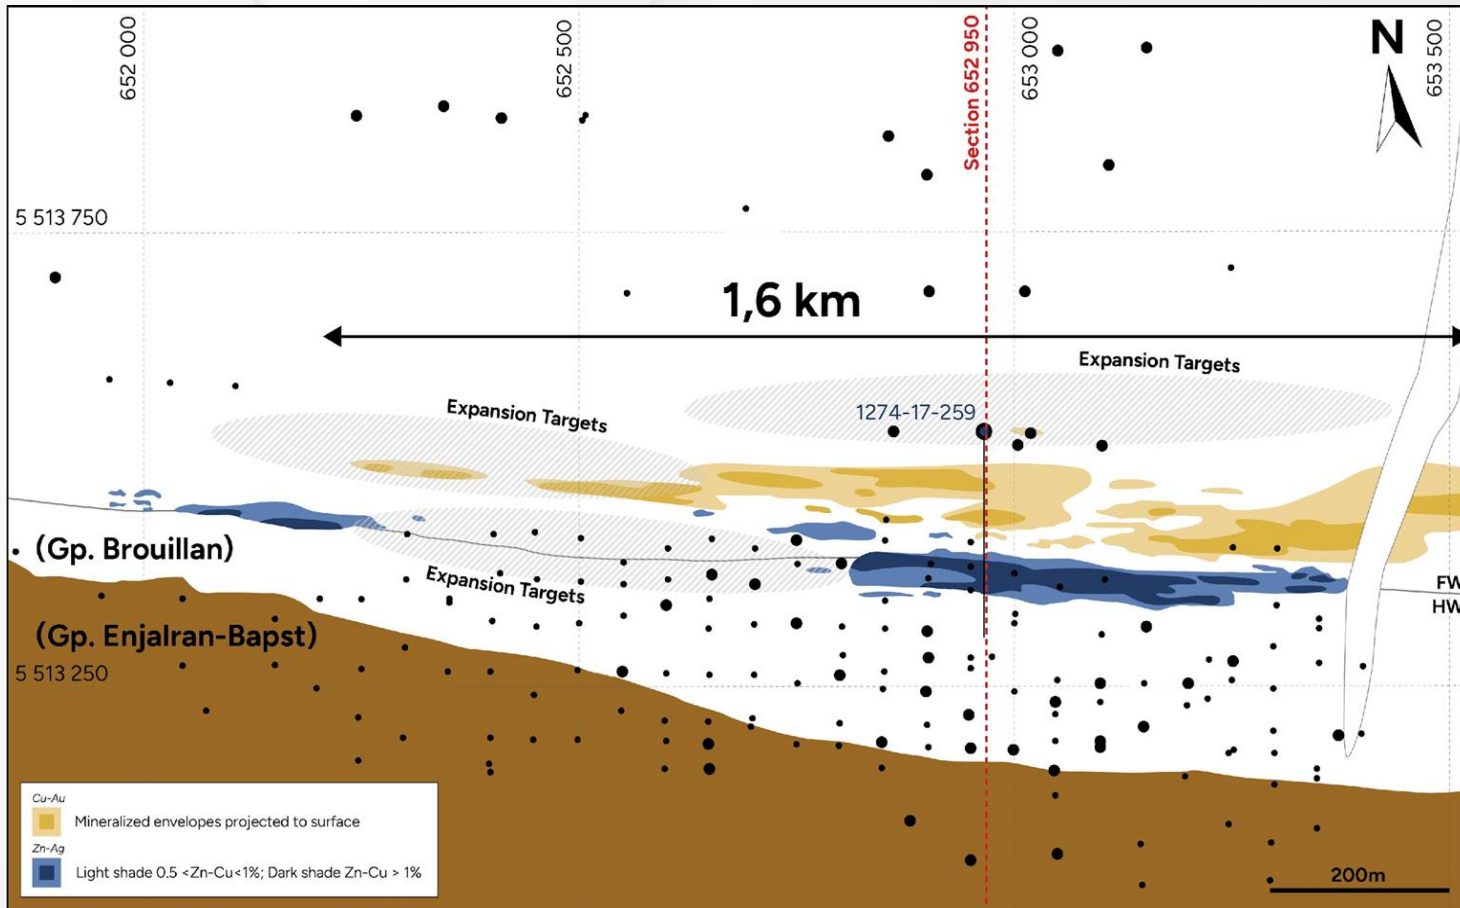 652 000
652 500
Section 652 950
653 000
N
653 500
5 513 750
1,6 km
Expansion Targets
Expansion Targets
1274-17-259
(Gp. Brouillan)
Expansion Targets
FW
HW
(Gp. Enjalran-Bapst)
5 513 250
Cu-Au
Mineralized envelopes projected to surface
Zn-Ag
Light shade 0.5 <Zn-Cu<1%; Dark shade Zn-Cu > 1%
200m